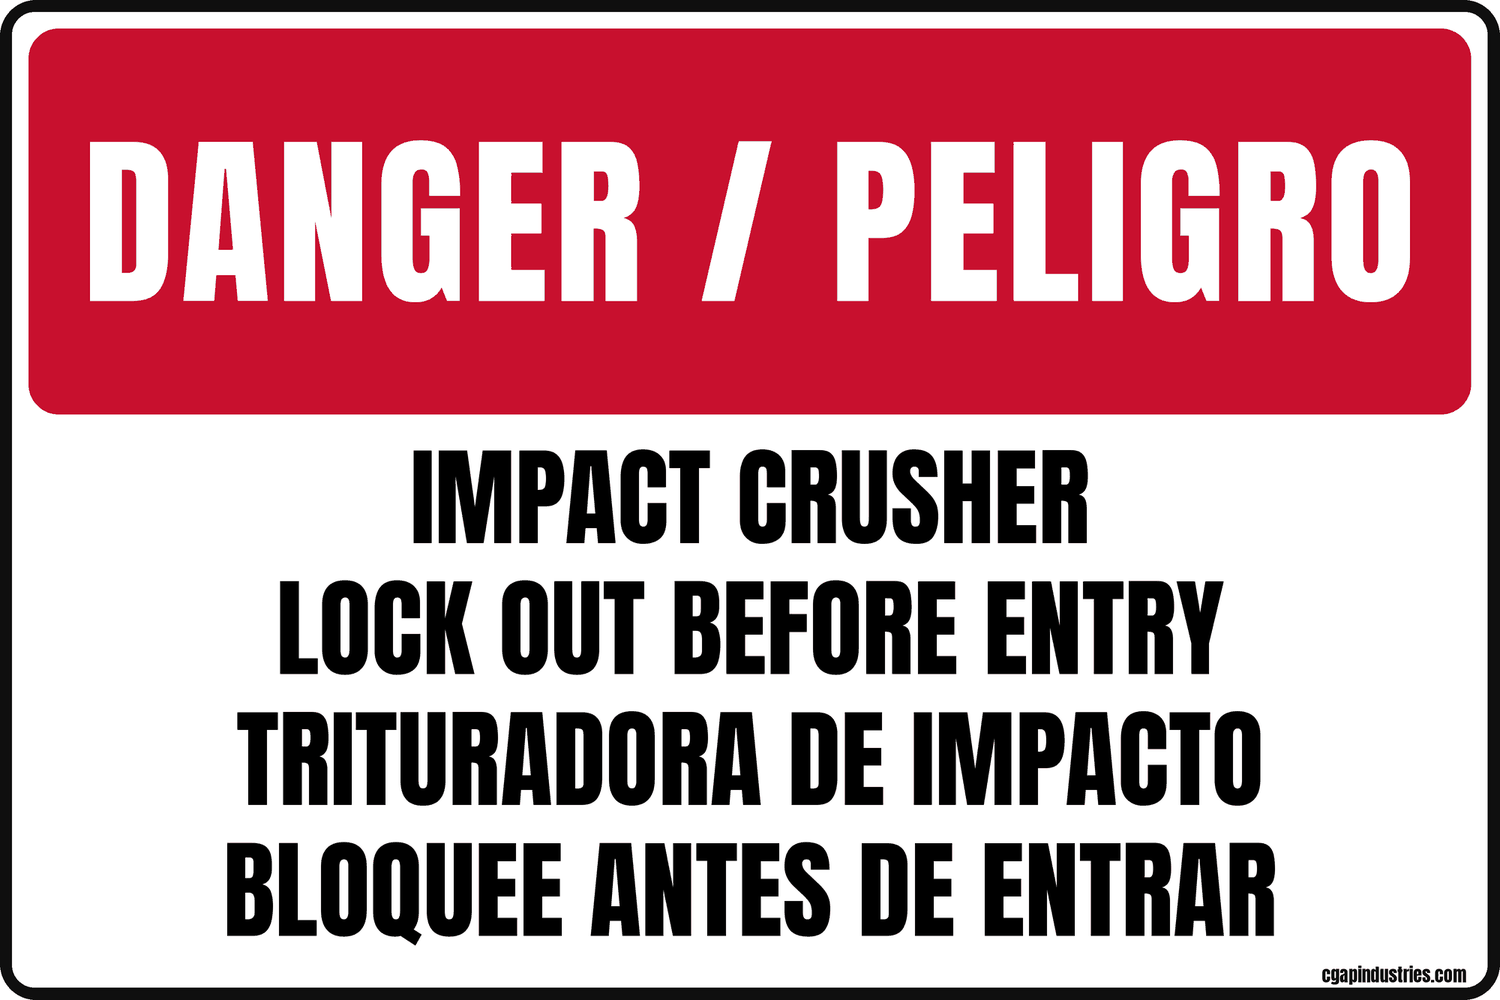 DANGER / PELIGRO
IMPACT CRUSHER
LOCK OUT BEFORE ENTRY
TRITURADORA DE IMPACTO
BLOQUEE ANTES DE ENTRAR
cgapindustries.com